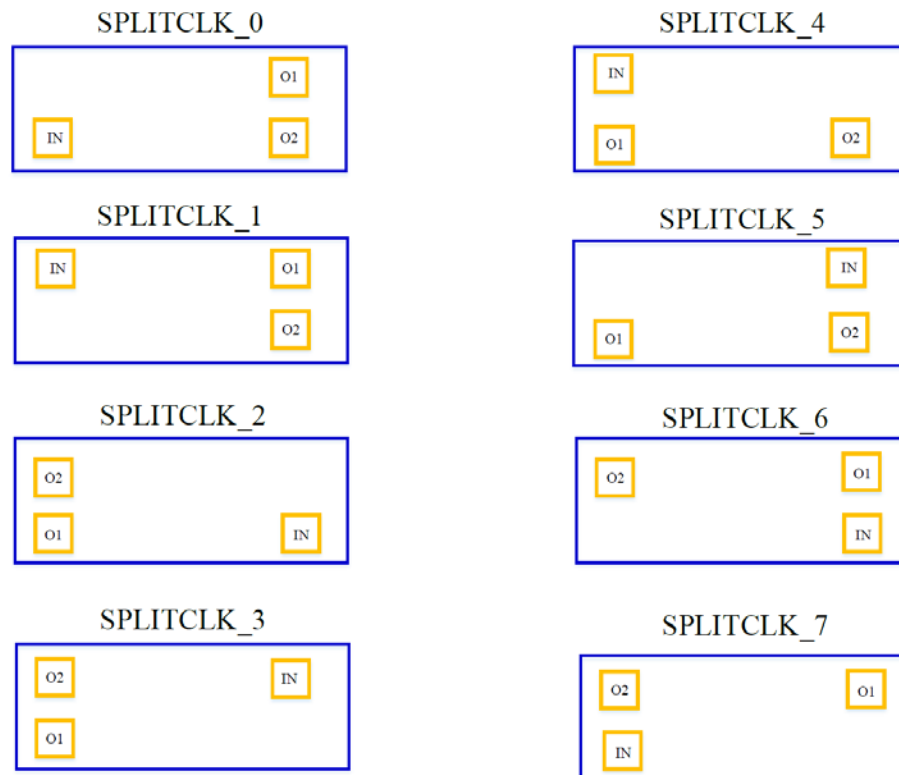 SPLITCLK_0
O1
IN
O2
SPLITCLK_1
IN
O1
O2
SPLITCLK_2
O2
O1
IN
SPLITCLK_3
O2
IN
O1
SPLITCLK_4
IN
O1
O2
SPLITCLK_5
IN
O1
O2
SPLITCLK_6
O2
O1
IN
SPLITCLK_7
O2
O1
IN